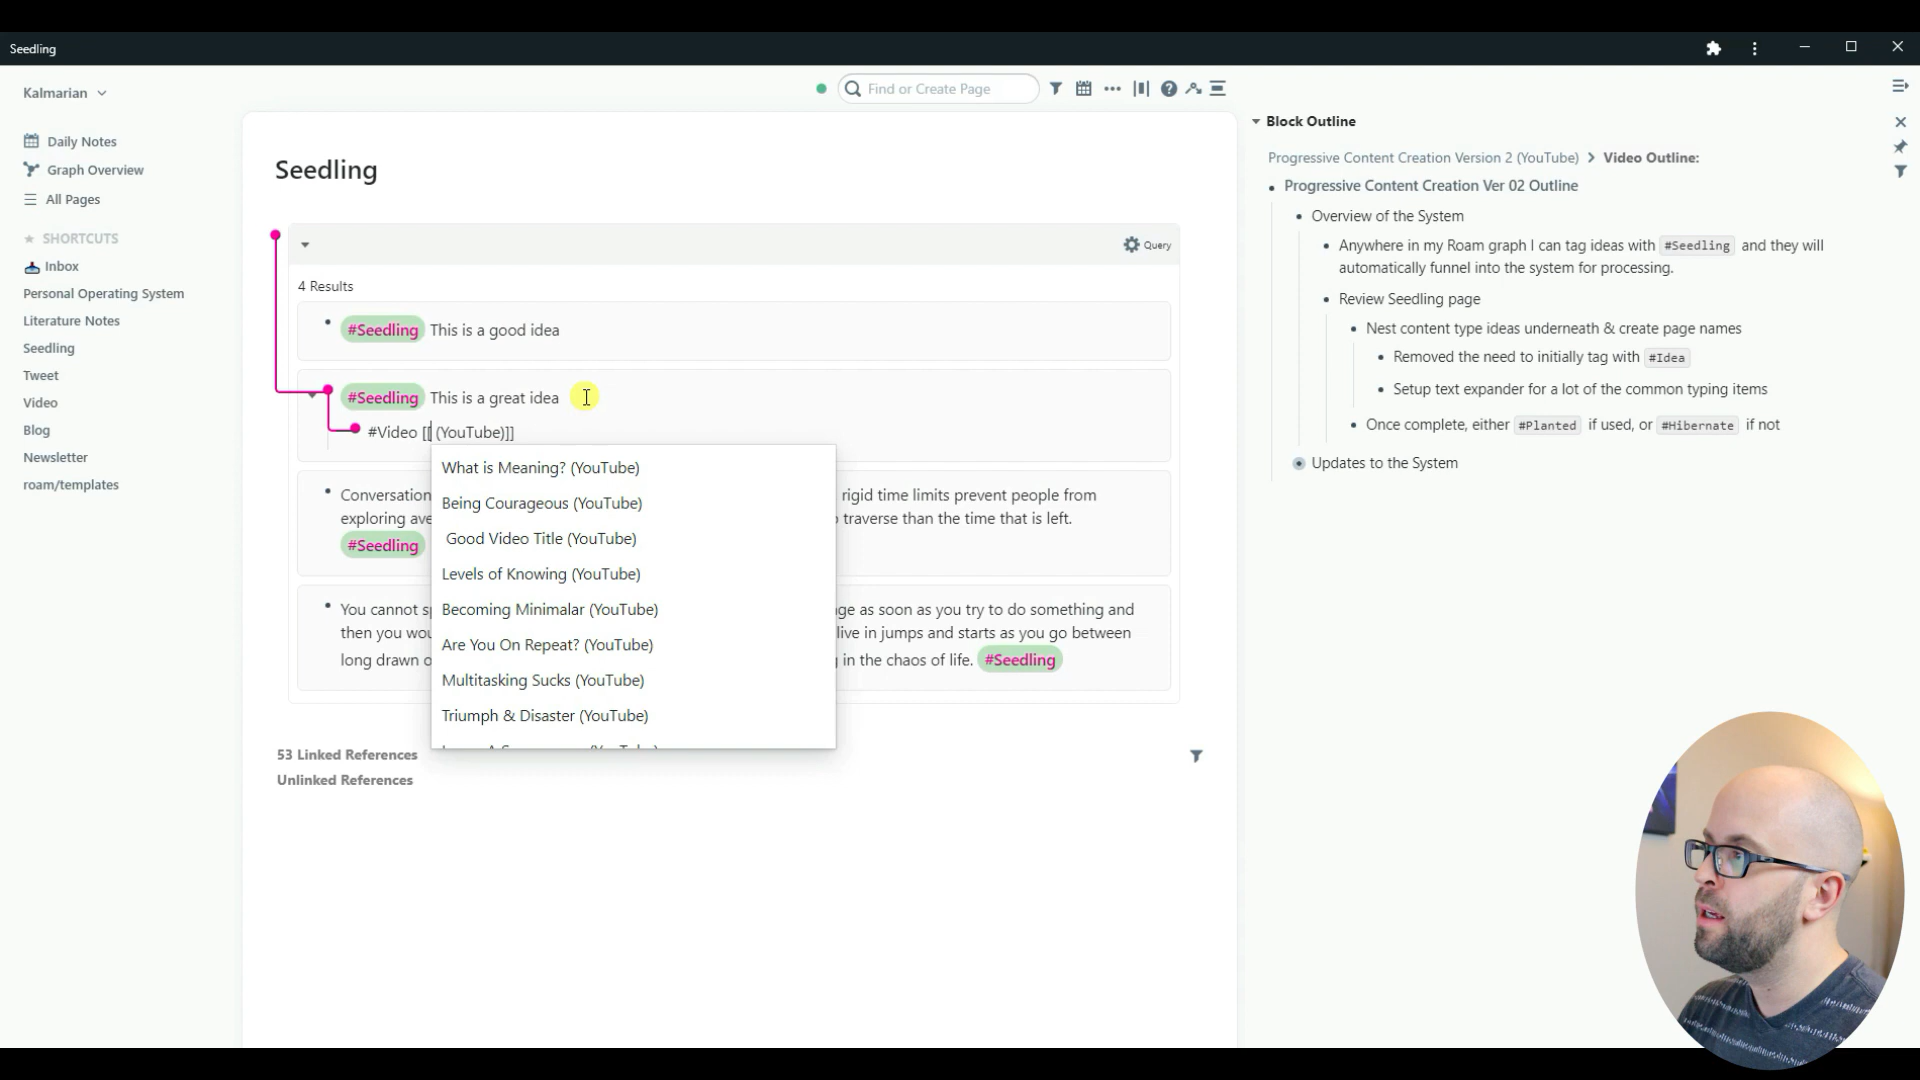 Seedling
Kalmarian
Find or Create Page
Daily Notes
Graph Overview
All Pages
SHORTCUTS
Inbox
Personal Operating System
Literature Notes
Seedling
Tweet
Video
Blog
Newsletter
roam/templates
Seedling
Query
4 Results
#Seedling This is a good idea
#Seedling This is a great idea
#Video [[ (YouTube)]]
What is Meaning? (YouTube)
Being Courageous (YouTube)
Good Video Title (YouTube)
Levels of Knowing (YouTube)
Becoming Minimalar (YouTube)
Are You On Repeat? (YouTube)
Multitasking Sucks (YouTube)
Triumph & Disaster (YouTube)
Conversation rigid time limits prevent people from
exploring traverse than the time that is left.
#Seedling
You cannot as soon as you try to do something and
then you live in jumps and starts as you go between
long drawn in the chaos of life. #Seedling
53 Linked References
Unlinked References
Block Outline
Progressive Content Creation Version 2 (YouTube) > Video Outline:
Progressive Content Creation Ver 02 Outline
Overview of the System
Anywhere in my Roam graph I can tag ideas with #Seedling and they will
automatically funnel into the system for processing.
Review Seedling page
Nest content type ideas underneath & create page names
Removed the need to initially tag with #Idea
Setup text expander for a lot of the common typing items
Once complete, either #Planted if used, or #Hibernate if not
Updates to the System